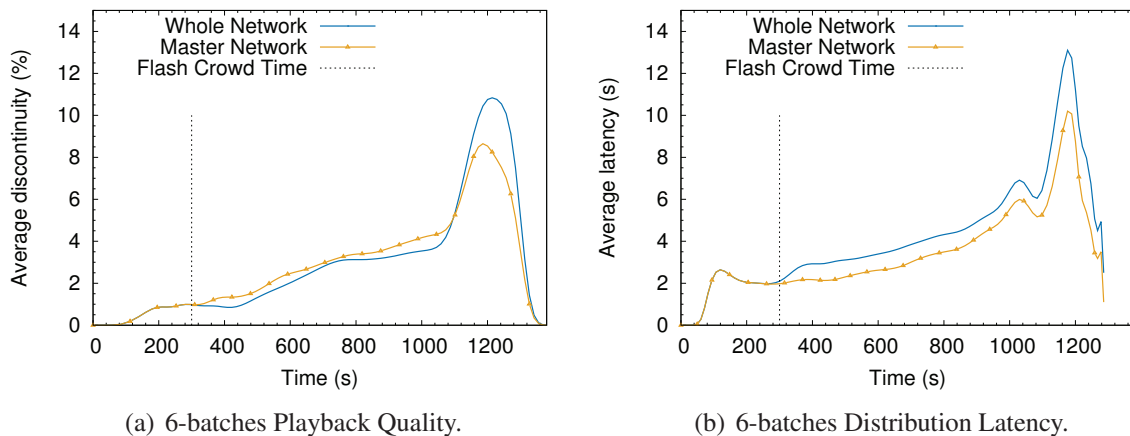 Whole Network
Master Network
Flash Crowd Time
Average discontinuity (%)
14
12
10
8
6
4
2
0
0 200 400 600 800 1000 1200
Time (s)
(a) 6-batches Playback Quality.
Whole Network
Master Network
Flash Crowd Time
Average latency (s)
14
12
10
8
6
4
2
0
0 200 400 600 800 1000 1200
Time (s)
(b) 6-batches Distribution Latency.